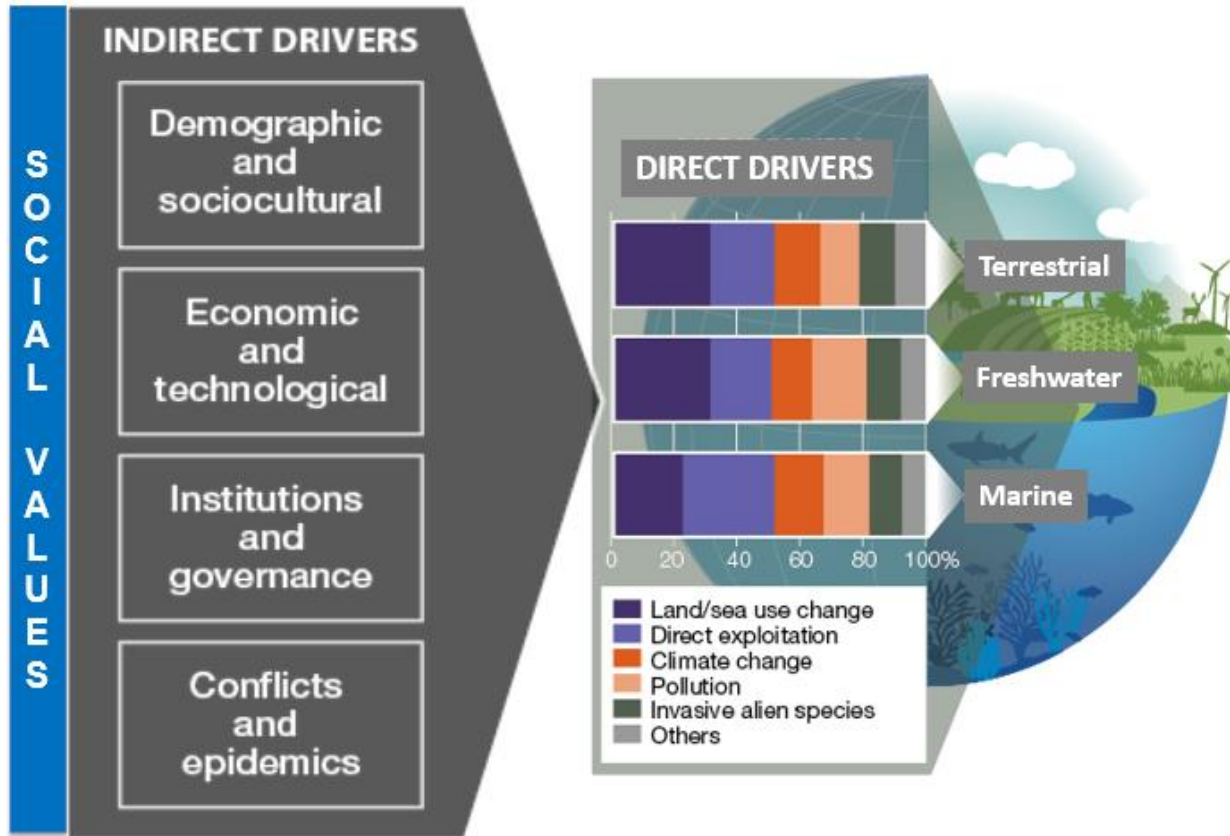 SOCIAL VALUES
INDIRECT DRIVERS
Demographic
and
sociocultural
Economic
and
technological
Institutions
and
governance
Conflicts
and
epidemics
DIRECT DRIVERS
Terrestrial
Freshwater
Marine
0 20 40 60 80 100%
Land/sea use change
Direct exploitation
Climate change
Pollution
Invasive alien species
Others